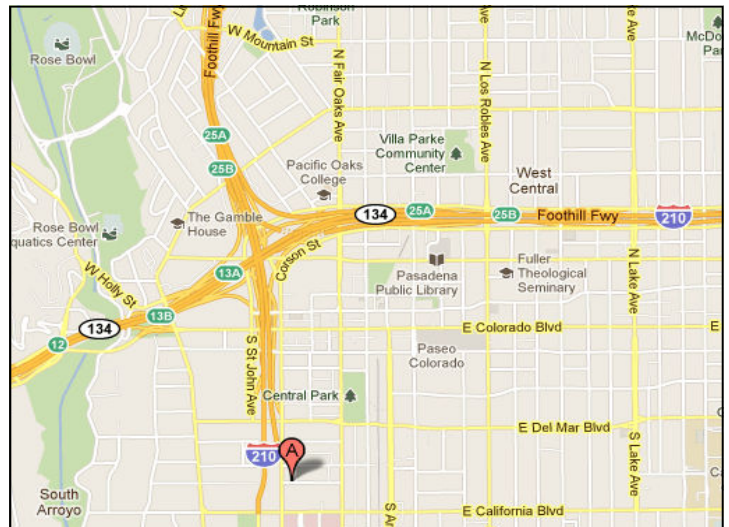 Robinson
Park
W Mountain St
Rose Bowl
Foothill Fwy
N Fair Oaks Ave
N Los Robles Ave
McDo
Par
25A
Villa Parke
Community
Center
25B
Pacific Oaks
College
West
Central
134
25A
25B
Foothill Fwy
210
The Gamble
House
Rose Bowl
quatics Center
Corson St
Pasadena
Public Library
Fuller
Theological
Seminary
N Lake Ave
W Holly St
13A
13B
134
12
E Colorado Blvd
E
S St John Ave
Paseo
Colorado
Central Park
E Del Mar Blvd
S Lake Ave
210
A
South
Arroyo
S Ar
E California Blvd